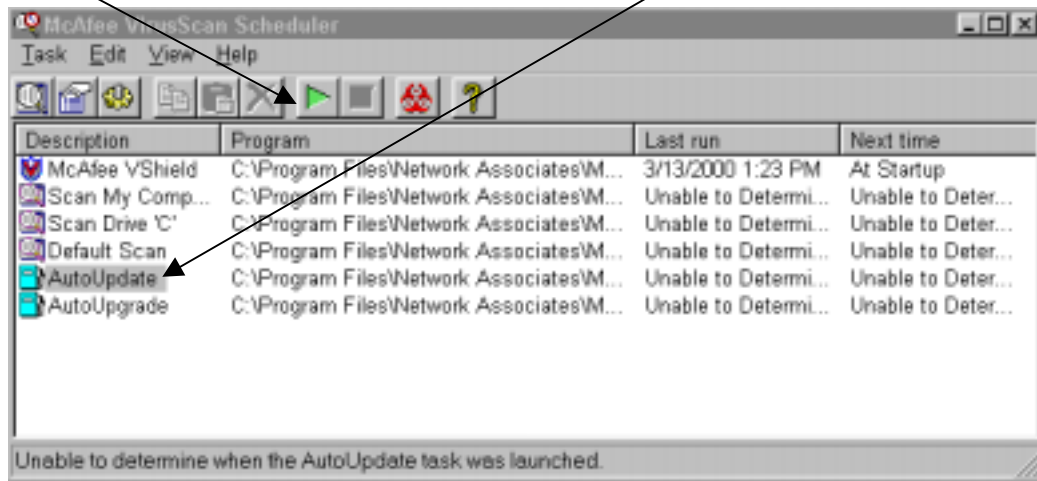 McAfee VirusScan Scheduler
Task Edit View Help
Description Program Last run Next time
McAfee VShield C:\Program Files\Network Associates\M... 3/13/2000 1:23 PM At Startup
Scan My Comp... C:\Program Files\Network Associates\M... Unable to Determi... Unable to Deter...
Scan Drive 'C' C:\Program Files\Network Associates\M... Unable to Determi... Unable to Deter...
Default Scan C:\Program Files\Network Associates\M... Unable to Determi... Unable to Deter...
AutoUpdate C:\Program Files\Network Associates\M... Unable to Determi... Unable to Deter...
AutoUpgrade C:\Program Files\Network Associates\M... Unable to Determi... Unable to Deter...
Unable to determine when the AutoUpdate task was launched.